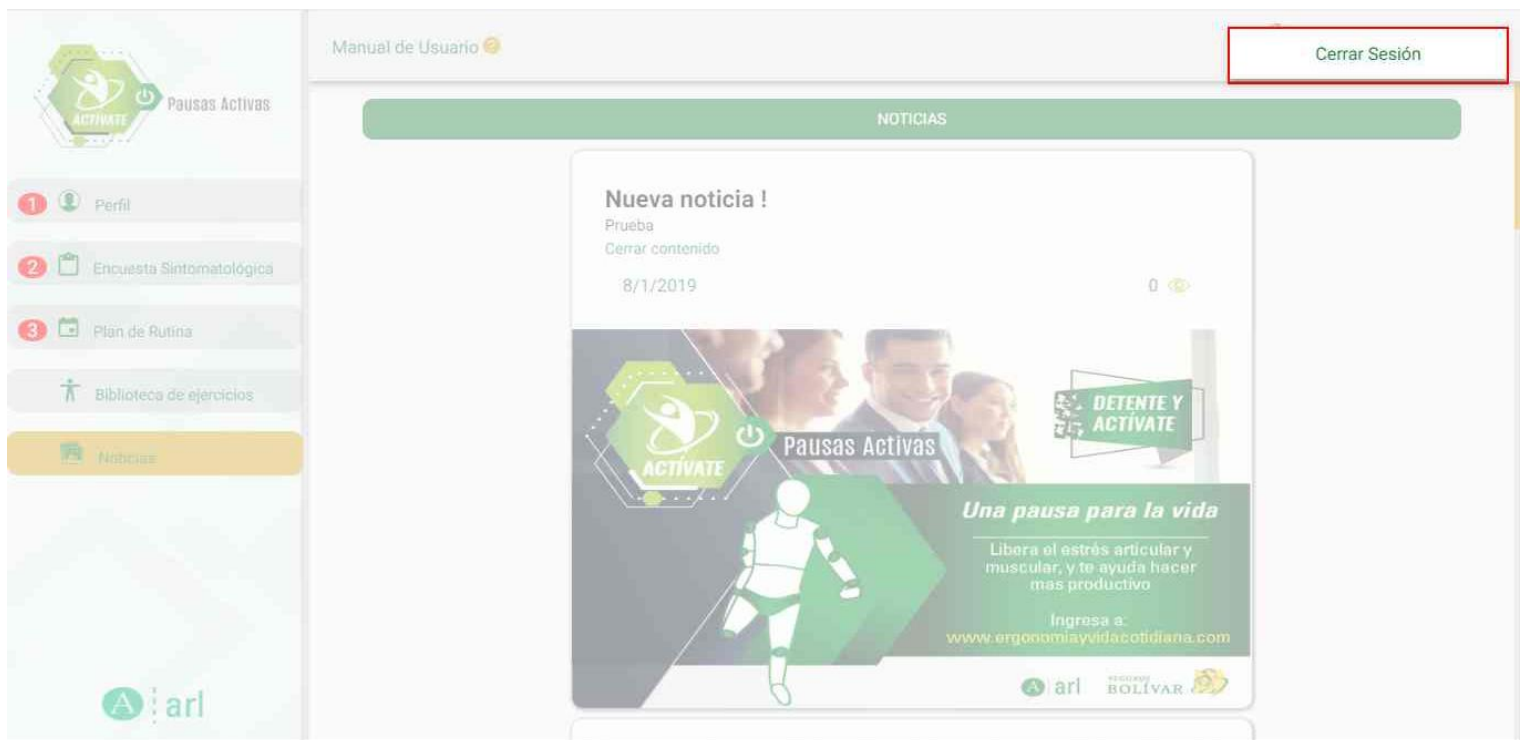 Manual de Usuario
Cerrar Sesión
ACTÍVATE
Pausas Activas
NOTICIAS
1 Perfil
2 Encuesta Sintomatológica
3 Plan de Rutina
Biblioteca de ejercicios
Noticias
A arl
Nueva noticia !
Prueba
Cerrar contenido
8/1/2019 0
ACTÍVATE
Pausas Activas
DETENTE Y
ACTÍVATE
Una pausa para la vida
Libera el estrés articular y
muscular, y te ayuda hacer
mas productivo
Ingresa a:
www.ergonomiayvidacotidiana.com
A arl
SEGUROS
BOLÍVAR